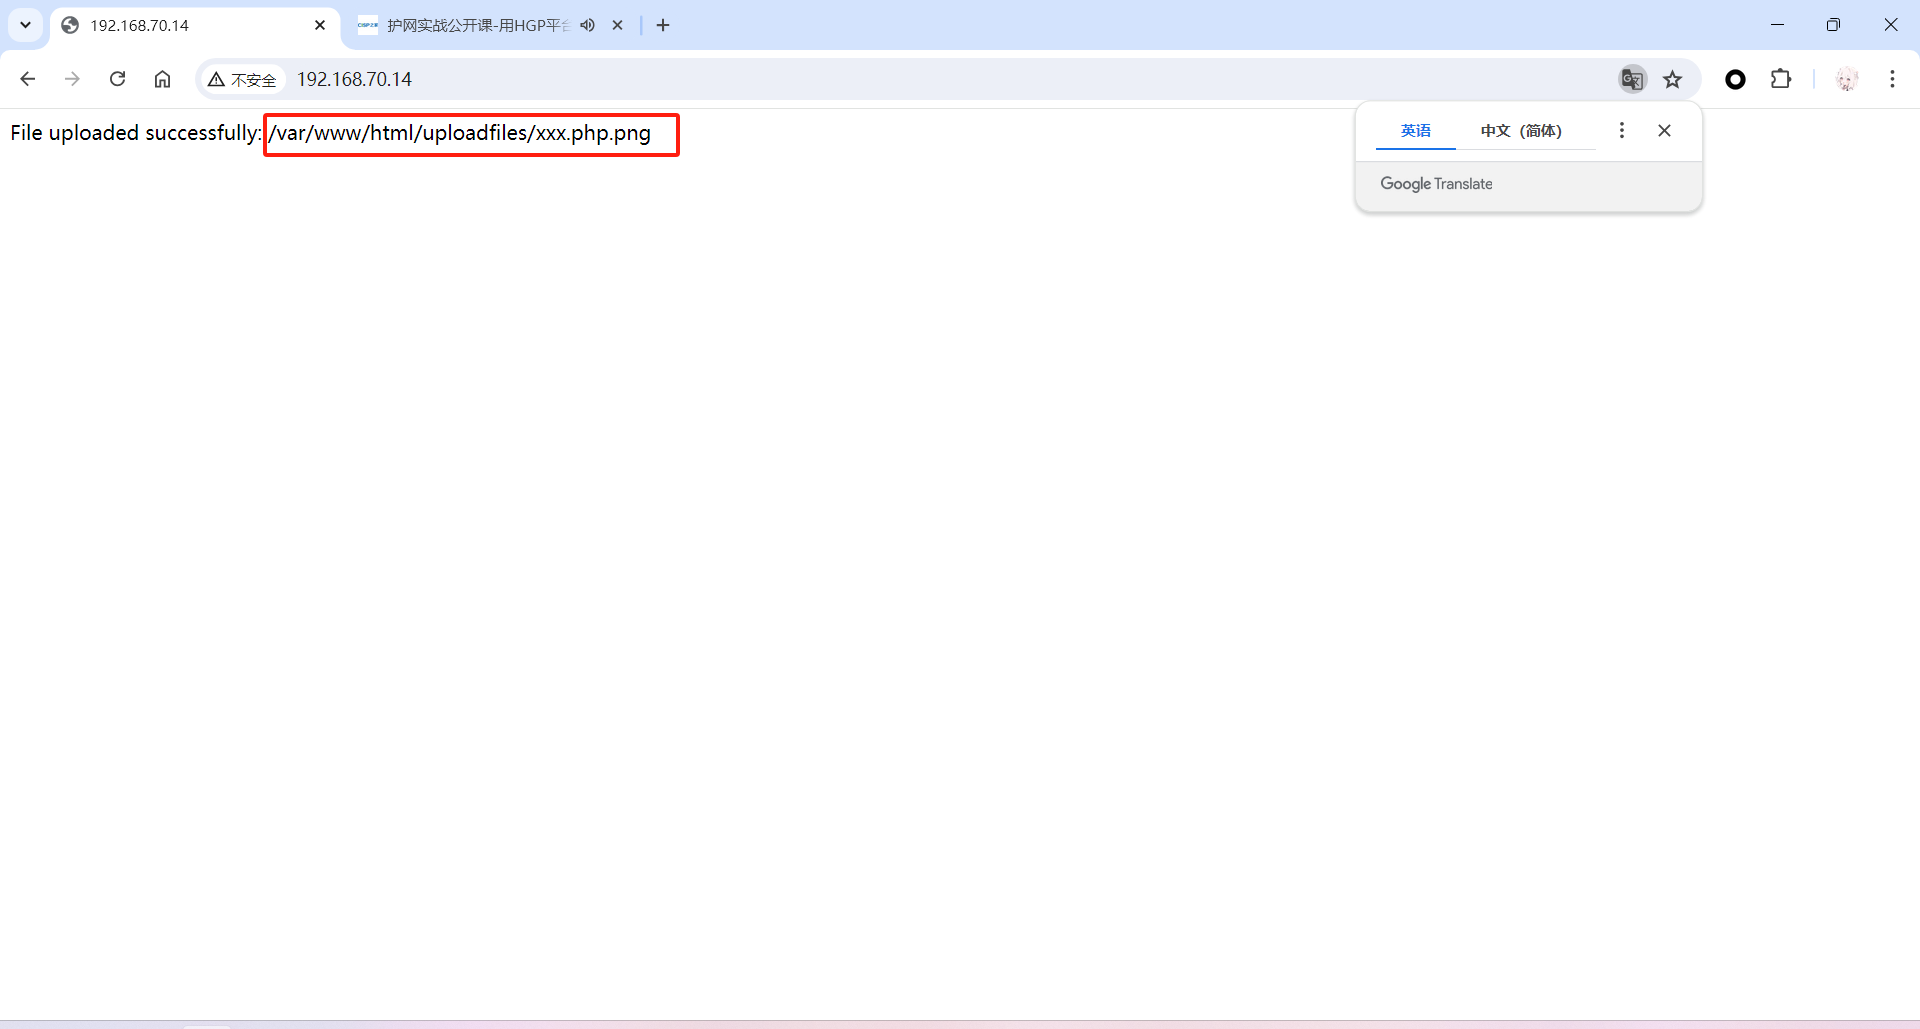 192.168.70.14
护网实战公开课-用HGP平台
不安全
192.168.70.14
File uploaded successfully:/var/www/html/uploadfiles/xxx.php.png
英语
中文（简体）
Google Translate